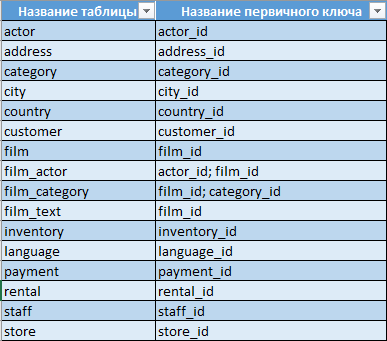 Название таблицы Название первичного ключа
actor actor_id
address address_id
category category_id
city city_id
country country_id
customer customer_id
film film_id
film_actor actor_id; film_id
film_category film_id; category_id
film_text film_id
inventory inventory_id
language language_id
payment payment_id
rental rental_id
staff staff_id
store store_id